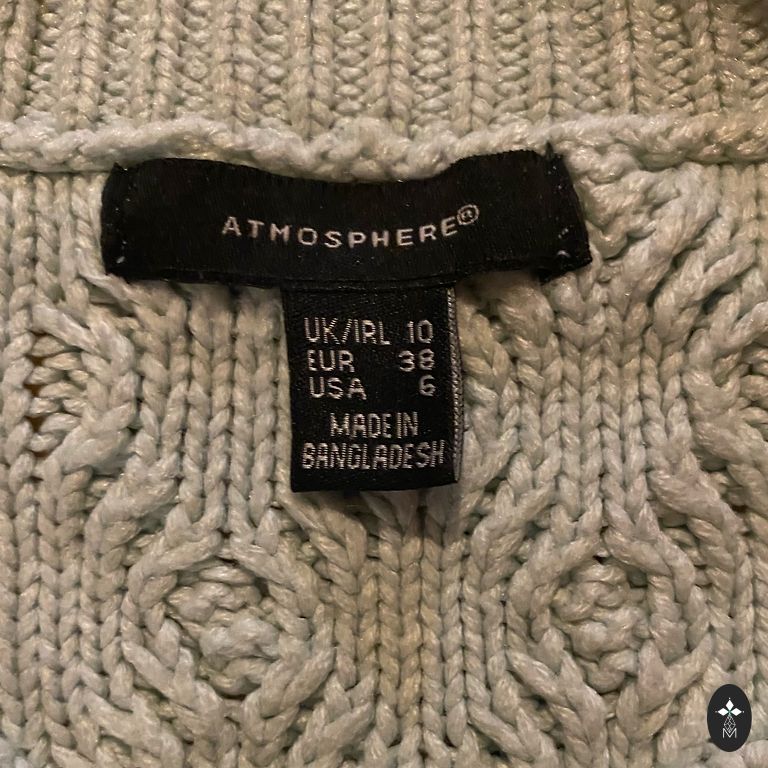 ATMOSPHERE®
UK/IRL 10
EUR 38
USA 6
MADE IN
BANGLADESH
M